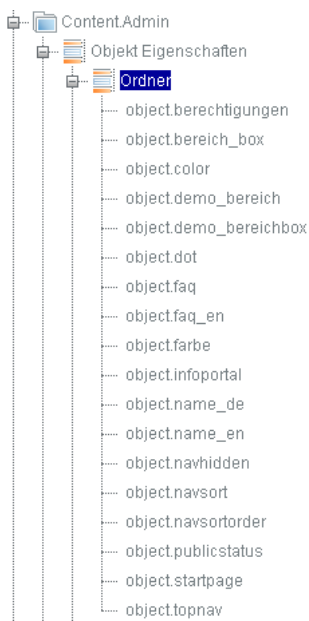 Content.Admin
Objekt Eigenschaften
Ordner
object.berechtigungen
object.bereich_box
object.color
object.demo_bereich
object.demo_bereichbox
object.dot
object.faq
object.faq_en
object.farbe
object.infoportal
object.name_de
object.name_en
object.navhidden
object.navsort
object.navsortorder
object.publicstatus
object.startpage
object.topnav